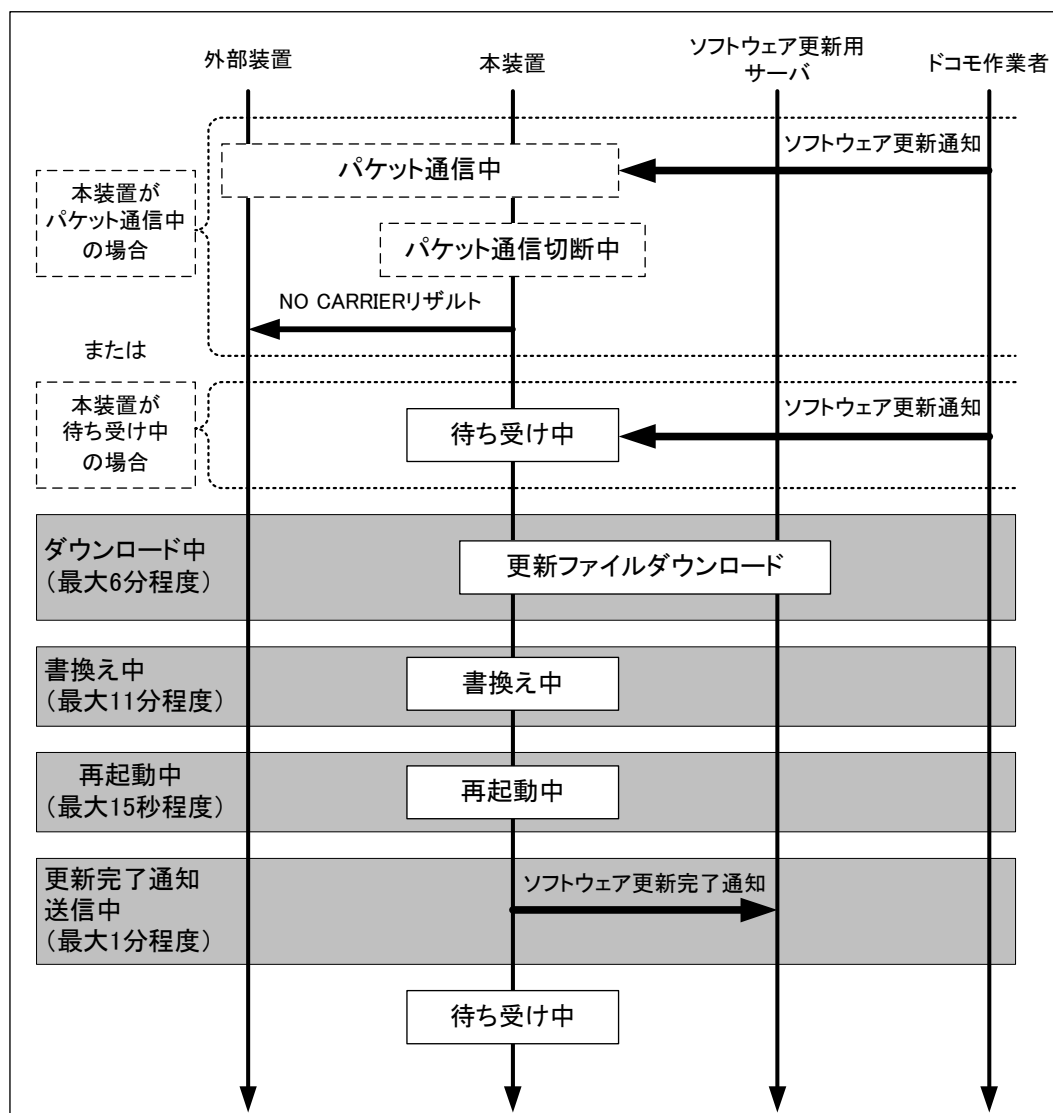 外部装置
本装置
ソフトウェア更新用
サーバ
ドコモ作業者
ソフトウェア更新通知
パケット通信中
本装置が
パケット通信中
の場合
パケット通信切断中
NO CARRIERリザルト
または
本装置が
待ち受け中
の場合
ソフトウェア更新通知
待ち受け中
ダウンロード中
(最大6分程度)
更新ファイルダウンロード
書換え中
(最大11分程度)
書換え中
再起動中
(最大15秒程度)
再起動中
更新完了通知
送信中
(最大1分程度)
ソフトウェア更新完了通知
待ち受け中